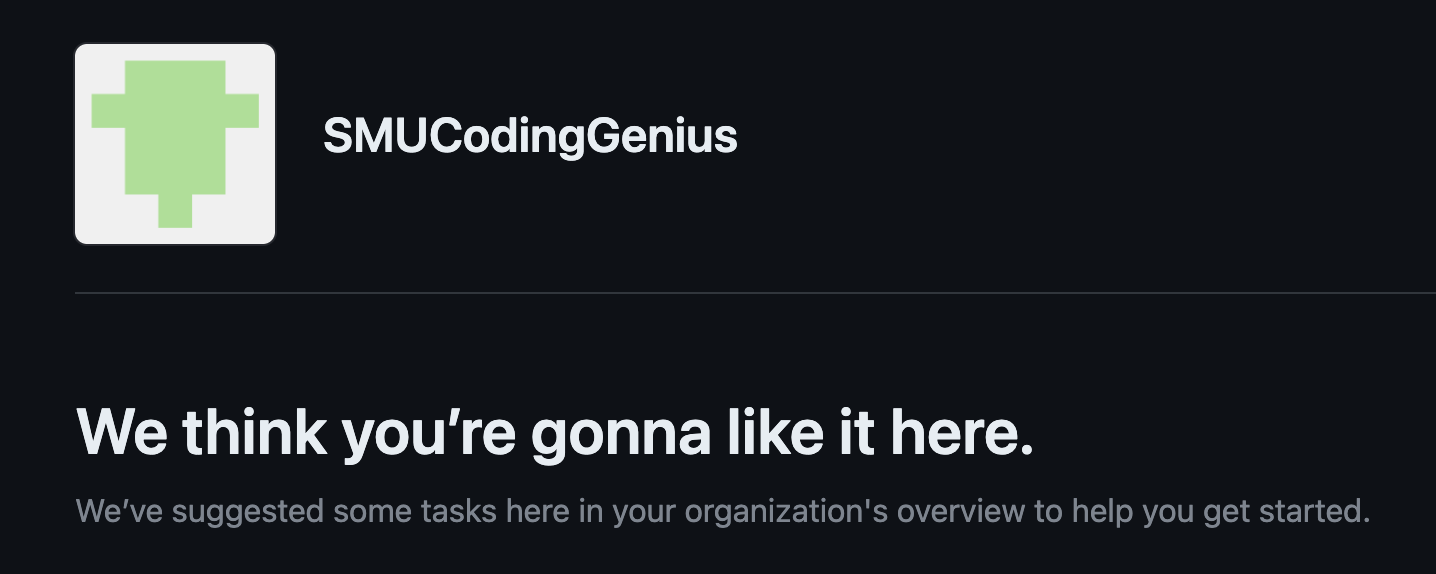 SMUCodingGenius
We think you’re gonna like it here.
We’ve suggested some tasks here in your organization's overview to help you get started.